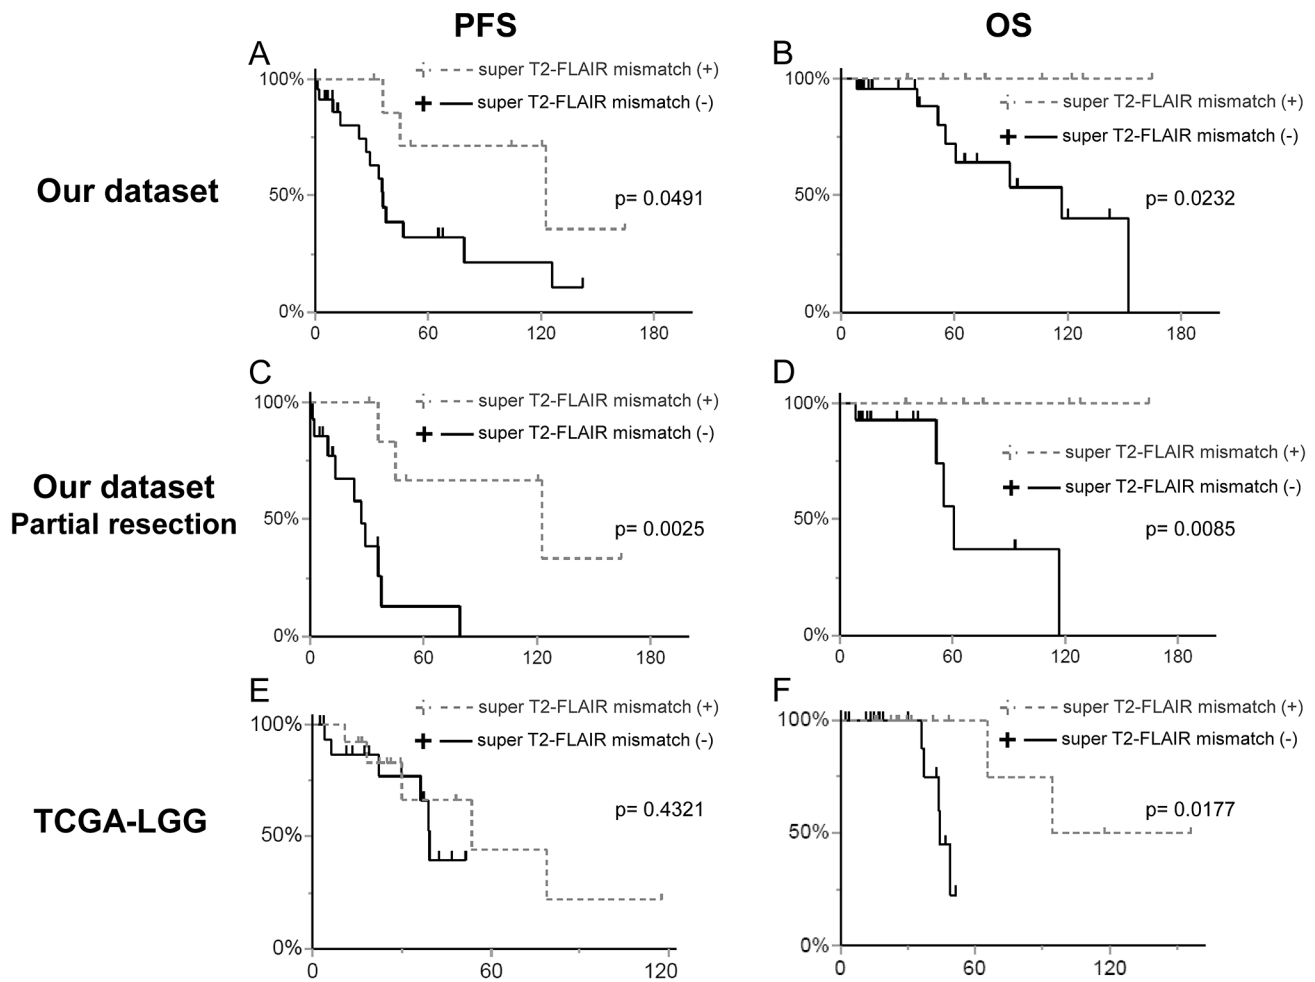 PFS
OS
A
super T2-FLAIR mismatch (+)
super T2-FLAIR mismatch (-)
100%
50%
0%
p= 0.0491
0 60 120 180
B
super T2-FLAIR mismatch (+)
super T2-FLAIR mismatch (-)
100%
50%
0%
p= 0.0232
0 60 120 180
Our dataset
C
super T2-FLAIR mismatch (+)
super T2-FLAIR mismatch (-)
100%
50%
0%
p= 0.0025
0 60 120 180
D
super T2-FLAIR mismatch (+)
super T2-FLAIR mismatch (-)
100%
50%
0%
p= 0.0085
0 60 120 180
Our dataset
Partial resection
E
super T2-FLAIR mismatch (+)
super T2-FLAIR mismatch (-)
100%
50%
0%
p= 0.4321
0 60 120
F
super T2-FLAIR mismatch (+)
super T2-FLAIR mismatch (-)
100%
50%
0%
p= 0.0177
0 60 120
TCGA-LGG